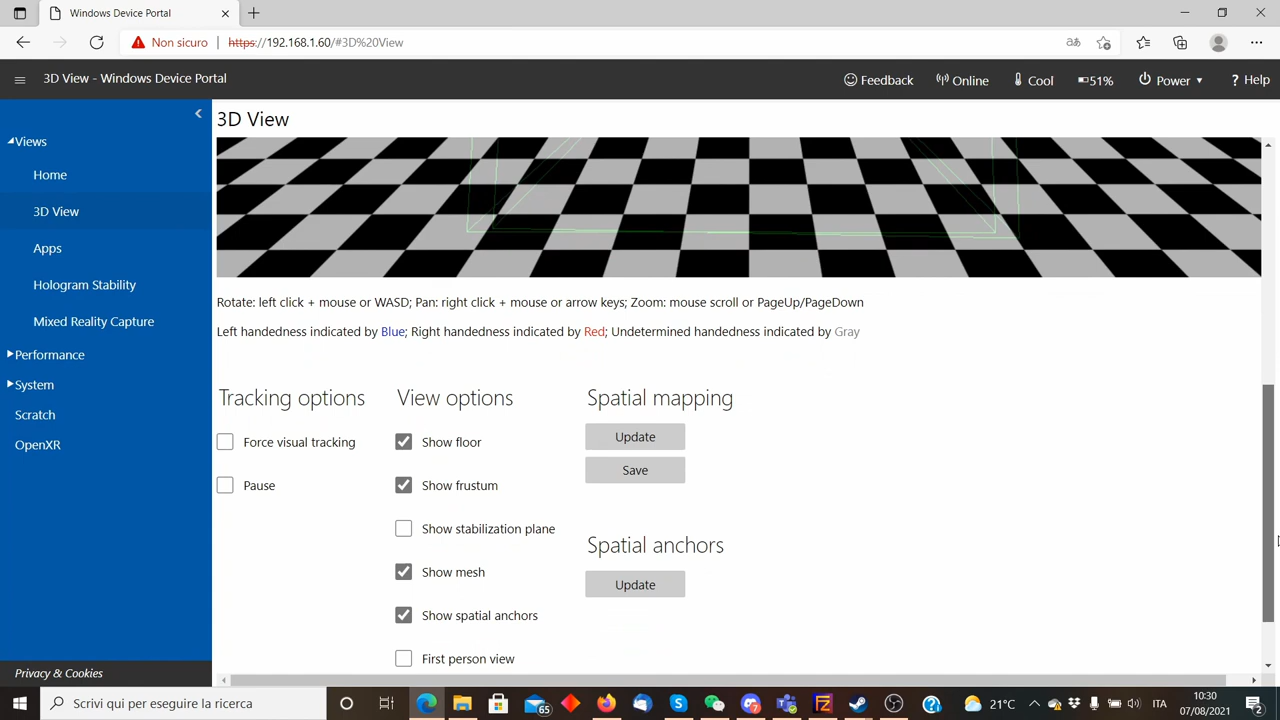 Windows Device Portal
Non sicuro
https://192.168.1.60/#3D%20View
aあ
3D View - Windows Device Portal
Feedback
Online
Cool
51%
Power
? Help
Views
Home
3D View
Apps
Hologram Stability
Mixed Reality Capture
Performance
System
Scratch
OpenXR
Privacy & Cookies
3D View
Rotate: left click + mouse or WASD; Pan: right click + mouse or arrow keys; Zoom: mouse scroll or PageUp/PageDown
Left handedness indicated by Blue; Right handedness indicated by Red; Undetermined handedness indicated by Gray
Tracking options
Force visual tracking
Pause
View options
Show floor
Show frustum
Show stabilization plane
Show mesh
Show spatial anchors
First person view
Spatial mapping
Update
Save
Spatial anchors
Update
Scrivi qui per eseguire la ricerca
65
21°C
ITA
10:30
07/08/2021
2